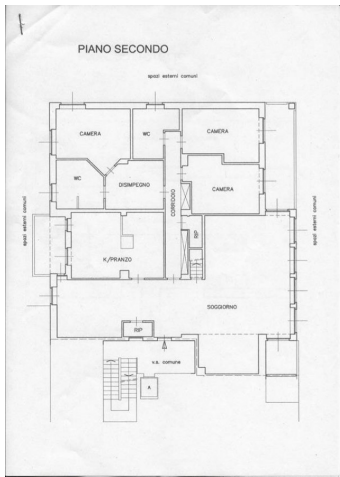 PIANO SECONDO
spazi esterni comuni
CAMERA
WC
CAMERA
WC
DISIMPEGNO
CORRIDOIO
CAMERA
spazi esterni comuni
spazi esterni comuni
K/PRANZO
RIP
SOGGIORNO
RIP
v.s. comune
A